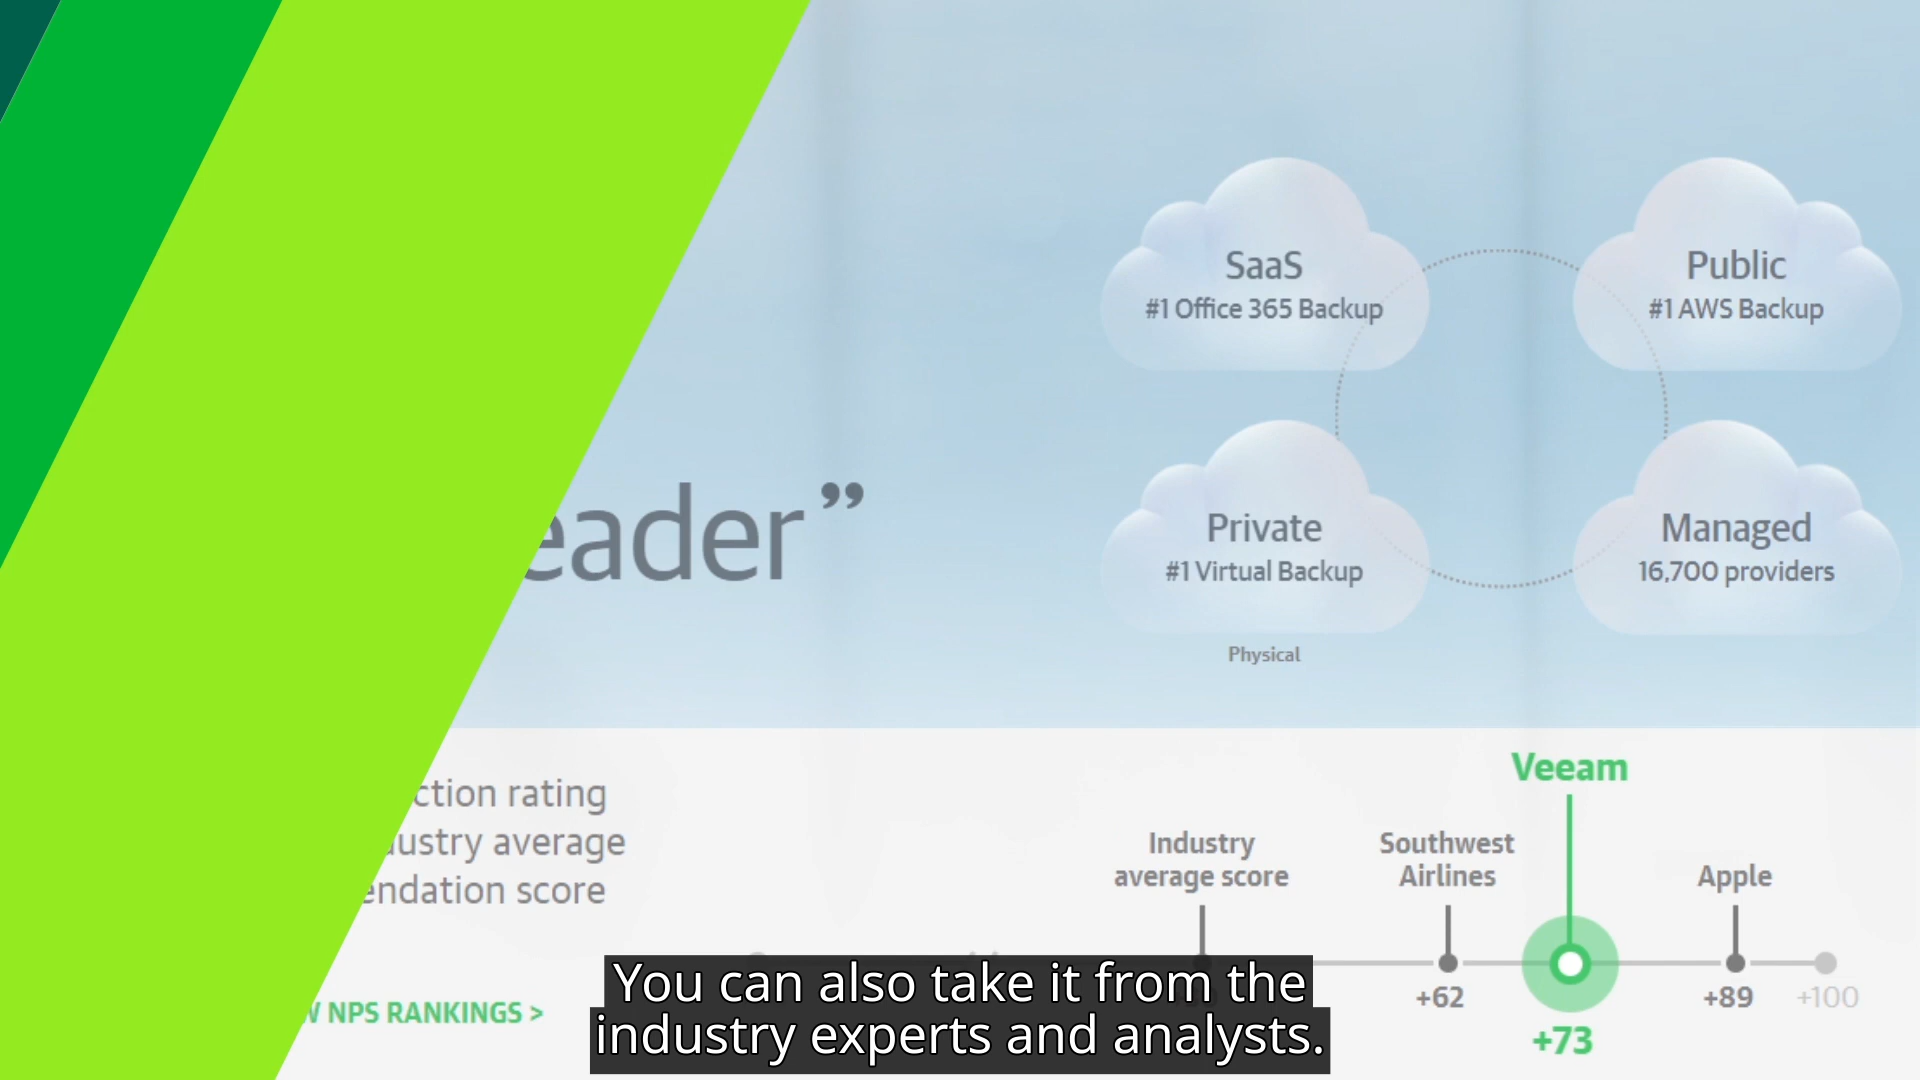 SaaS
#1 Office 365 Backup
Public
#1 AWS Backup
eader”
Private
#1 Virtual Backup
Managed
16,700 providers
Physical
ction rating
ustry average
endation score
NPS RANKINGS >
Veeam
Industry
average score
Southwest
Airlines
Apple
+62
+73
+89
+100
You can also take it from the
industry experts and analysts.